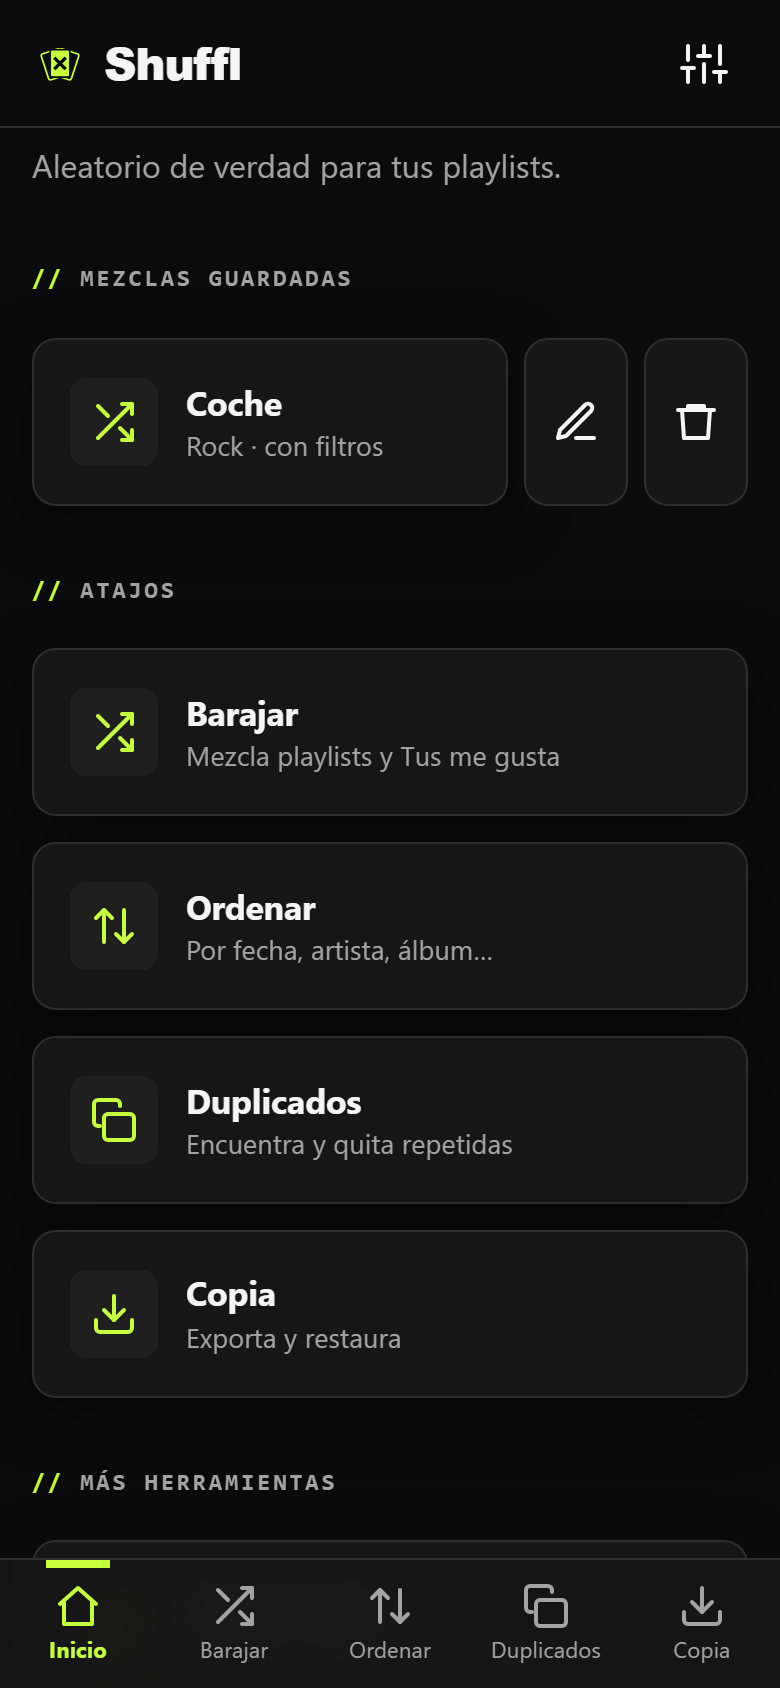 Shuffl
Aleatorio de verdad para tus playlists.
// MEZCLAS GUARDADAS
Coche
Rock · con filtros
// ATAJOS
Barajar
Mezcla playlists y Tus me gusta
Ordenar
Por fecha, artista, álbum...
Duplicados
Encuentra y quita repetidas
Copia
Exporta y restaura
// MÁS HERRAMIENTAS
Inicio
Barajar
Ordenar
Duplicados
Copia